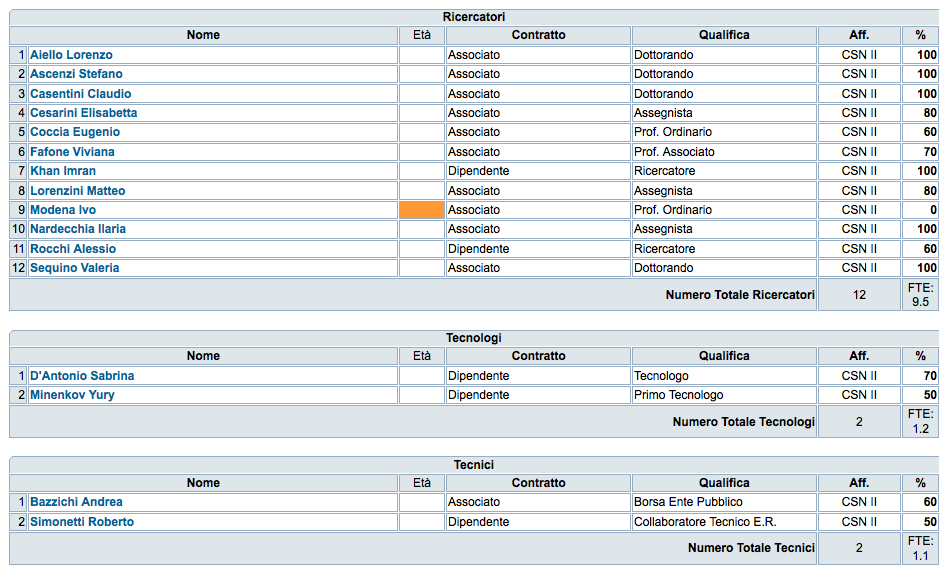 Ricercatori
Nome Età Contratto Qualifica Aff. %
1 Aiello Lorenzo Associato Dottorando CSN II 100
2 Ascenzi Stefano Associato Dottorando CSN II 100
3 Casentini Claudio Associato Dottorando CSN II 100
4 Cesarini Elisabetta Associato Assegnista CSN II 80
5 Coccia Eugenio Associato Prof. Ordinario CSN II 60
6 Fafone Viviana Associato Prof. Associato CSN II 70
7 Khan Imran Dipendente Ricercatore CSN II 100
8 Lorenzini Matteo Associato Assegnista CSN II 80
9 Modena Ivo Associato Prof. Ordinario CSN II 0
10 Nardecchia Ilaria Associato Assegnista CSN II 100
11 Rocchi Alessio Dipendente Ricercatore CSN II 60
12 Sequino Valeria Associato Dottorando CSN II 100
Numero Totale Ricercatori 12 FTE:
9.5
Tecnologi
Nome Età Contratto Qualifica Aff. %
1 D'Antonio Sabrina Dipendente Tecnologo CSN II 70
2 Minenkov Yury Dipendente Primo Tecnologo CSN II 50
Numero Totale Tecnologi 2 FTE:
1.2
Tecnici
Nome Età Contratto Qualifica Aff. %
1 Bazzichi Andrea Associato Borsa Ente Pubblico CSN II 60
2 Simonetti Roberto Dipendente Collaboratore Tecnico E.R. CSN II 50
Numero Totale Tecnici 2 FTE:
1.1